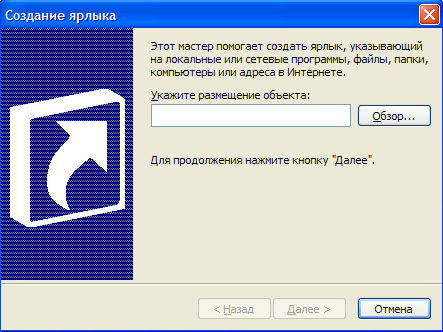 Создание ярлыка
Этот мастер помогает создать ярлык, указывающий
на локальные или сетевые программы, файлы, папки,
компьютеры или адреса в Интернете.
Укажите размещение объекта:
Обзор...
Для продолжения нажмите кнопку "Далее".
< Назад
Далее >
Отмена